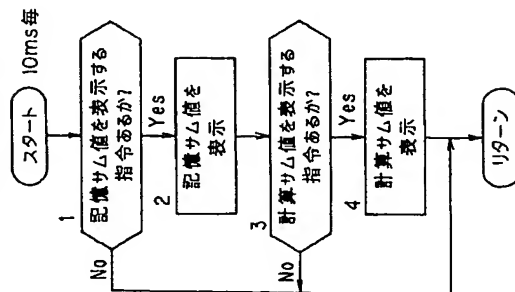 スタート 10ms毎
1
記憶サム値を表示する
指令あるか?
No
Yes
2
記憶サム値を
表示
3
計算サム値を表示する
指令あるか?
No
Yes
4
計算サム値を
表示
リターン